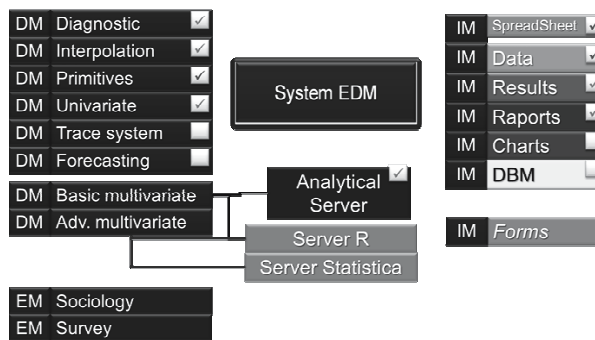 DM Diagnostic
DM Interpolation
DM Primitives
DM Univariate
DM Trace system
DM Forecasting
DM Basic multivariate
DM Adv. multivariate
EM Sociology
EM Survey
System EDM
Analytical
Server
Server R
Server Statistica
IM SpreadSheet
IM Data
IM Results
IM Raports
IM Charts
IM DBM
IM Forms